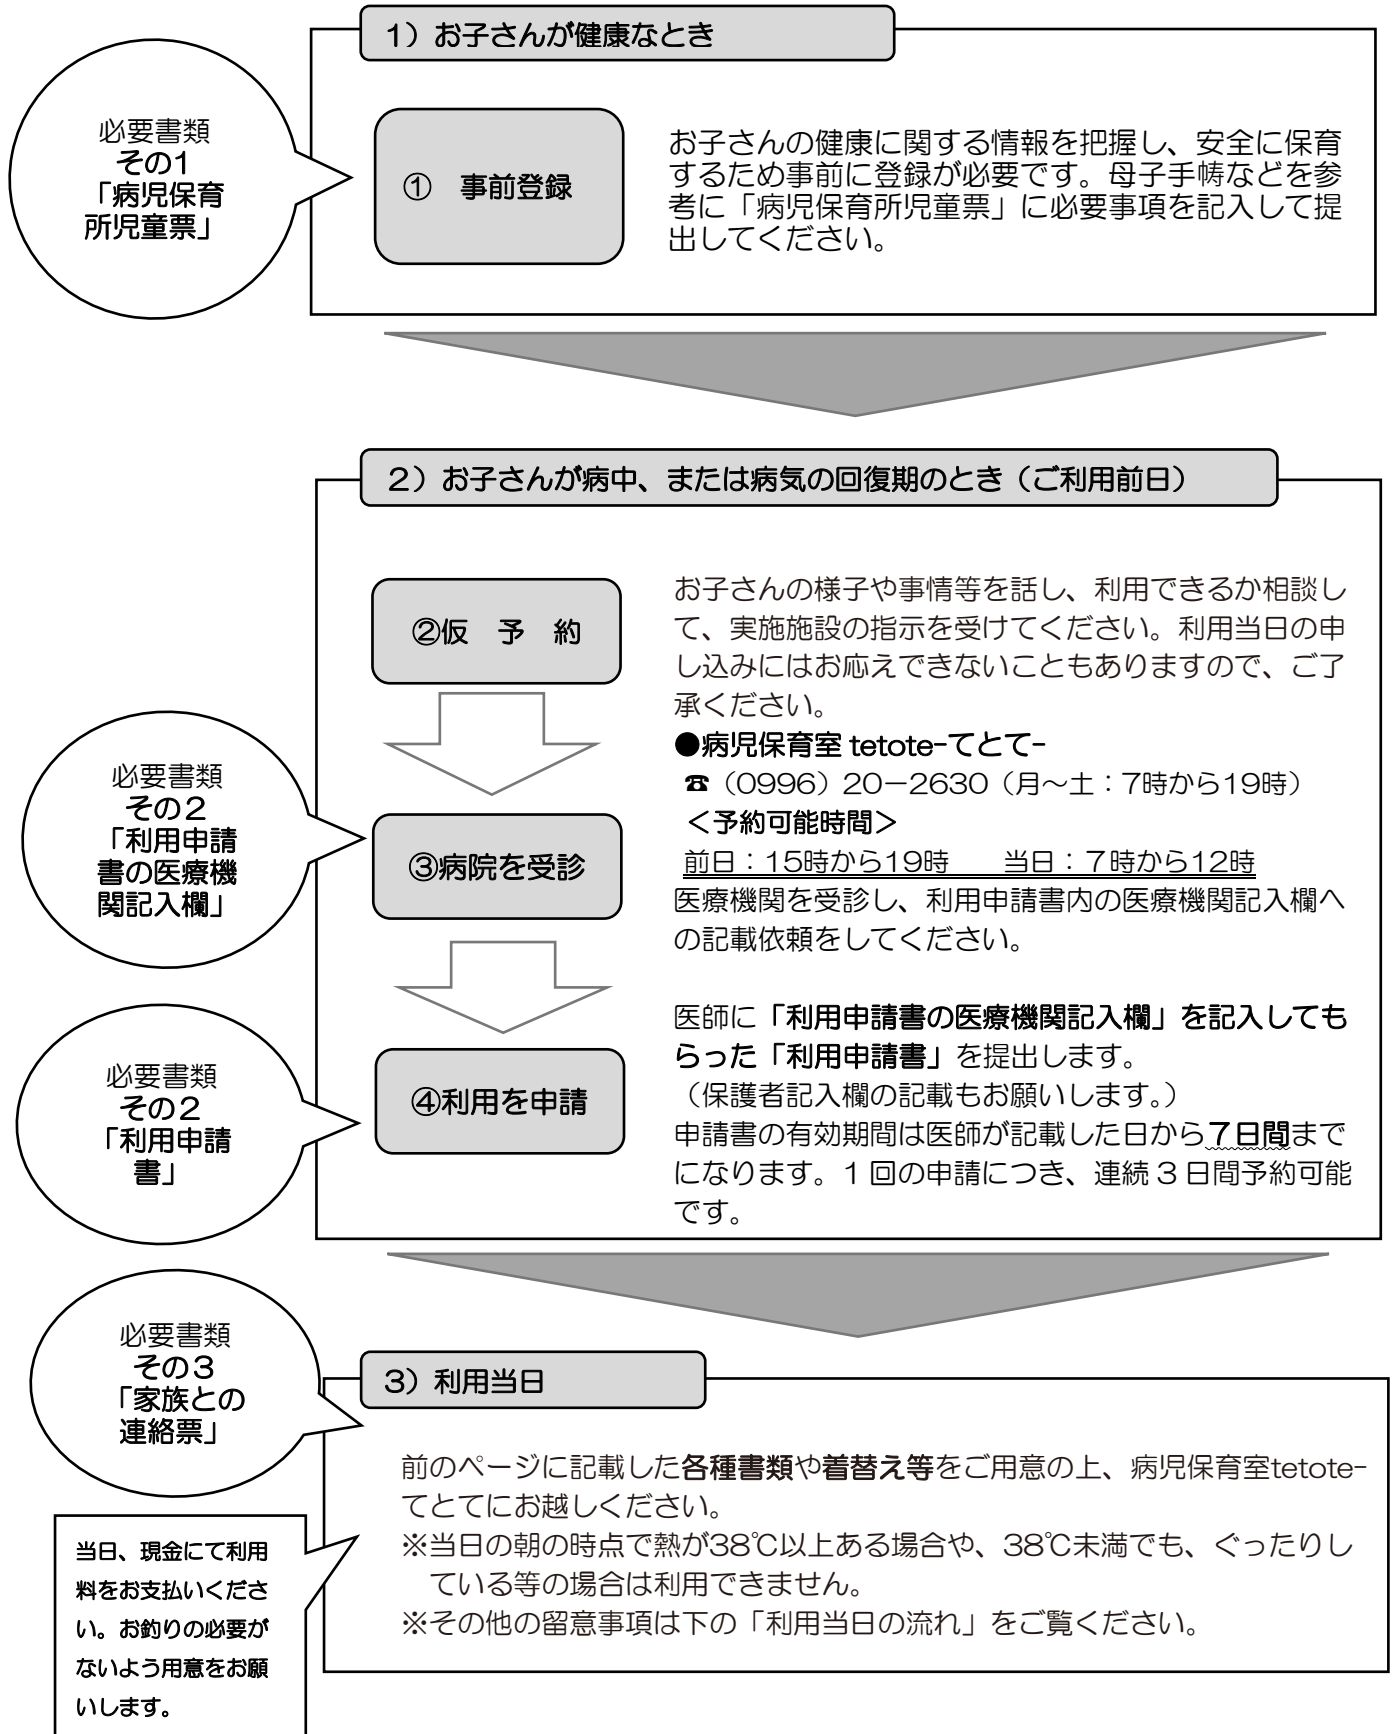 1）お子さんが健康なとき
必要書類
その1
「病児保育
所児童票」
①　事前登録
お子さんの健康に関する情報を把握し、安全に保育
するため事前に登録が必要です。母子手帳などを参
考に「病児保育所児童票」に必要事項を記入して提
出してください。
2）お子さんが病中、または病気の回復期のとき（ご利用前日）
②仮　予　約
お子さんの様子や事情等を話し、利用できるか相談し
て、実施施設の指示を受けてください。利用当日の申
し込みにはお応えできないこともありますので、ご了
承ください。
●病児保育室 tetote-てとて-
☎（0996）20－2630（月～土：7時から19時）
＜予約可能時間＞
前日：15時から19時　　当日：7時から12時
必要書類
その2
「利用申請
書の医療機
関記入欄」
③病院を受診
医療機関を受診し、利用申請書内の医療機関記入欄へ
の記載依頼をしてください。
必要書類
その2
「利用申請
書」
④利用を申請
医師に「利用申請書の医療機関記入欄」を記入しても
らった「利用申請書」を提出します。
（保護者記入欄の記載もお願いします。）
申請書の有効期間は医師が記載した日から7日間まで
になります。1 回の申請につき、連続 3 日間予約可能
です。
必要書類
その3
「家族との
連絡票」
3）利用当日
前のページに記載した各種書類や着替え等をご用意の上、病児保育室tetote-
てとてにお越しください。
※当日の朝の時点で熱が38℃以上ある場合や、38℃未満でも、ぐったりし
ている等の場合は利用できません。
※その他の留意事項は下の「利用当日の流れ」をご覧ください。
当日、現金にて利用
料をお支払いくださ
い。お釣りの必要が
ないよう用意をお願
いします。